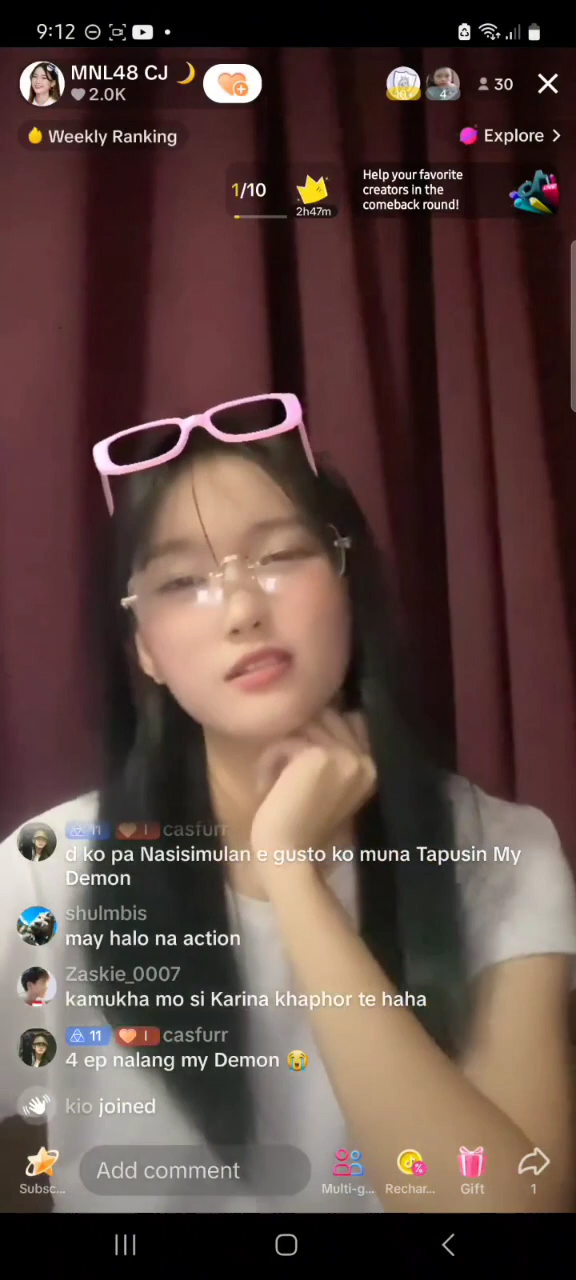 9:12
MNL48 CJ
2.0K
30
Weekly Ranking
Explore
1/10
2h47m
Help your favorite
creators in the
comeback round!
11 I casfurr
d ko pa Nasisimulan e gusto ko muna Tapusin My
Demon
shulmbis
may halo na action
Zaskie_0007
kamukha mo si Karina khaphor te haha
11 I casfurr
4 ep nalang my Demon 😭
kio joined
Add comment
Subsc... Multi-g... Rechar... Gift 1